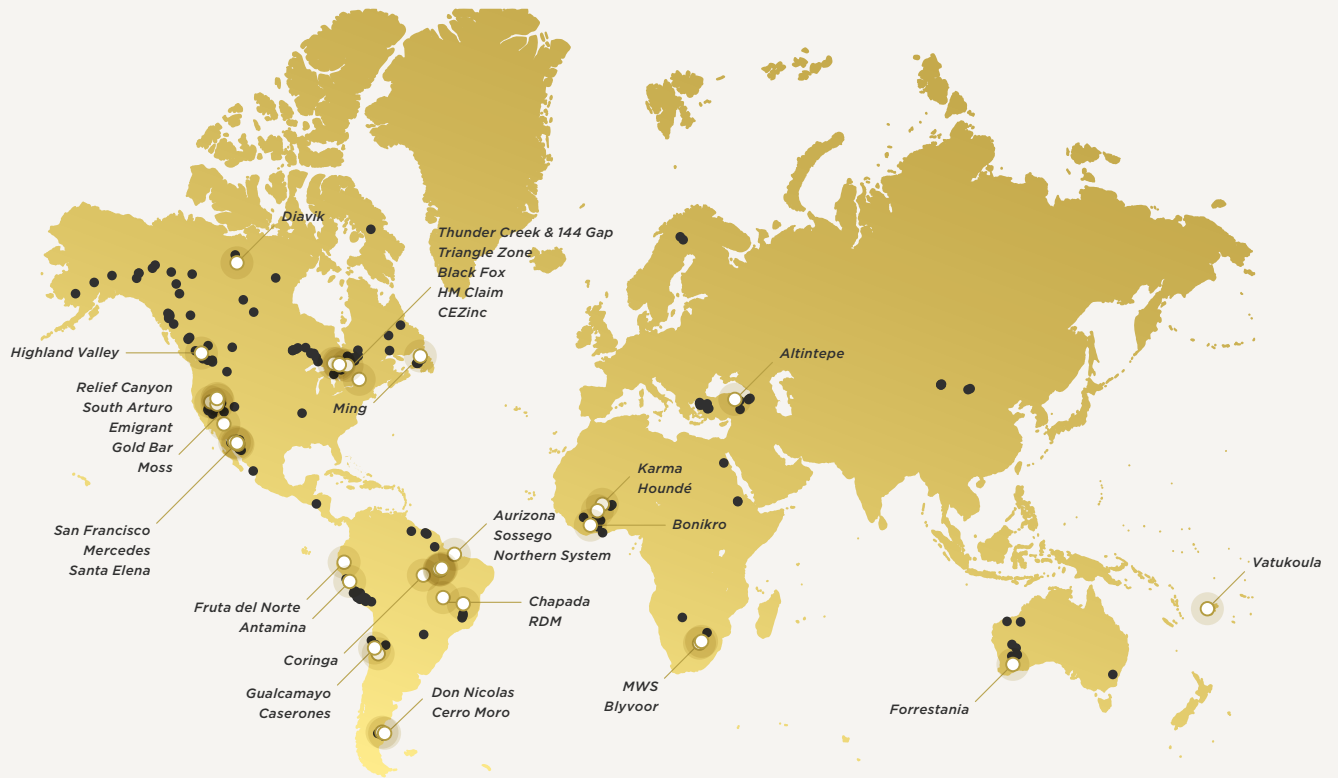 Diavik
Thunder Creek & 144 Gap
Triangle Zone
Black Fox
HM Claim
CEZinc
Highland Valley
Altintepe
Relief Canyon
South Arturo
Emigrant
Gold Bar
Moss
Ming
Karma
Houndé
San Francisco
Mercedes
Santa Elena
Aurizona
Sossego
Northern System
Bonikro
Vatukoula
Fruta del Norte
Antamina
Chapada
RDM
Coringa
Gualcamayo
Caserones
Don Nicolas
Cerro Moro
MWS
Blyvoor
Forrestania